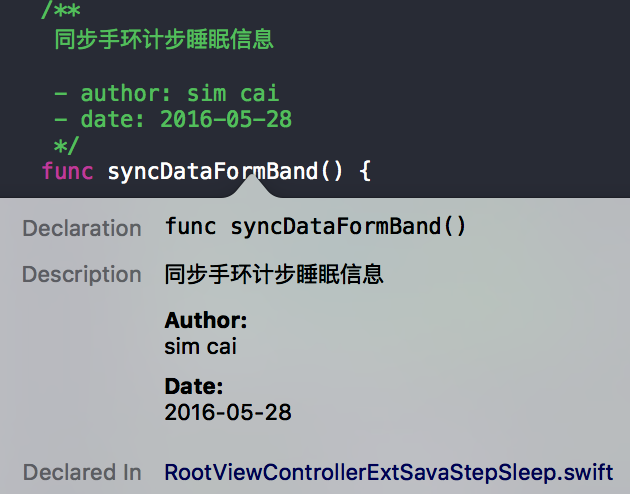 /**
同步手环计步睡眠信息
- author: sim cai
- date: 2016-05-28
*/
func syncDataFormBand() {
Declaration func syncDataFormBand()
Description 同步手环计步睡眠信息
Author:
sim cai
Date:
2016-05-28
Declared In RootViewControllerExtSavaStepSleep.swift